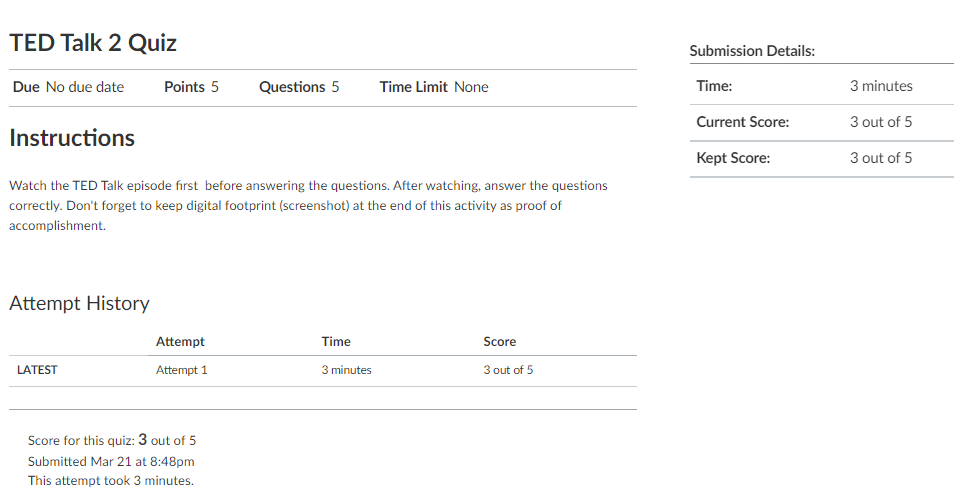 TED Talk 2 Quiz
Due No due date Points 5 Questions 5 Time Limit None
Instructions
Watch the TED Talk episode first before answering the questions. After watching, answer the questions
correctly. Don't forget to keep digital footprint (screenshot) at the end of this activity as proof of
accomplishment.
Attempt History
Attempt Time Score
LATEST Attempt 1 3 minutes 3 out of 5
Score for this quiz: 3 out of 5
Submitted Mar 21 at 8:48pm
This attempt took 3 minutes.
Submission Details:
Time: 3 minutes
Current Score: 3 out of 5
Kept Score: 3 out of 5